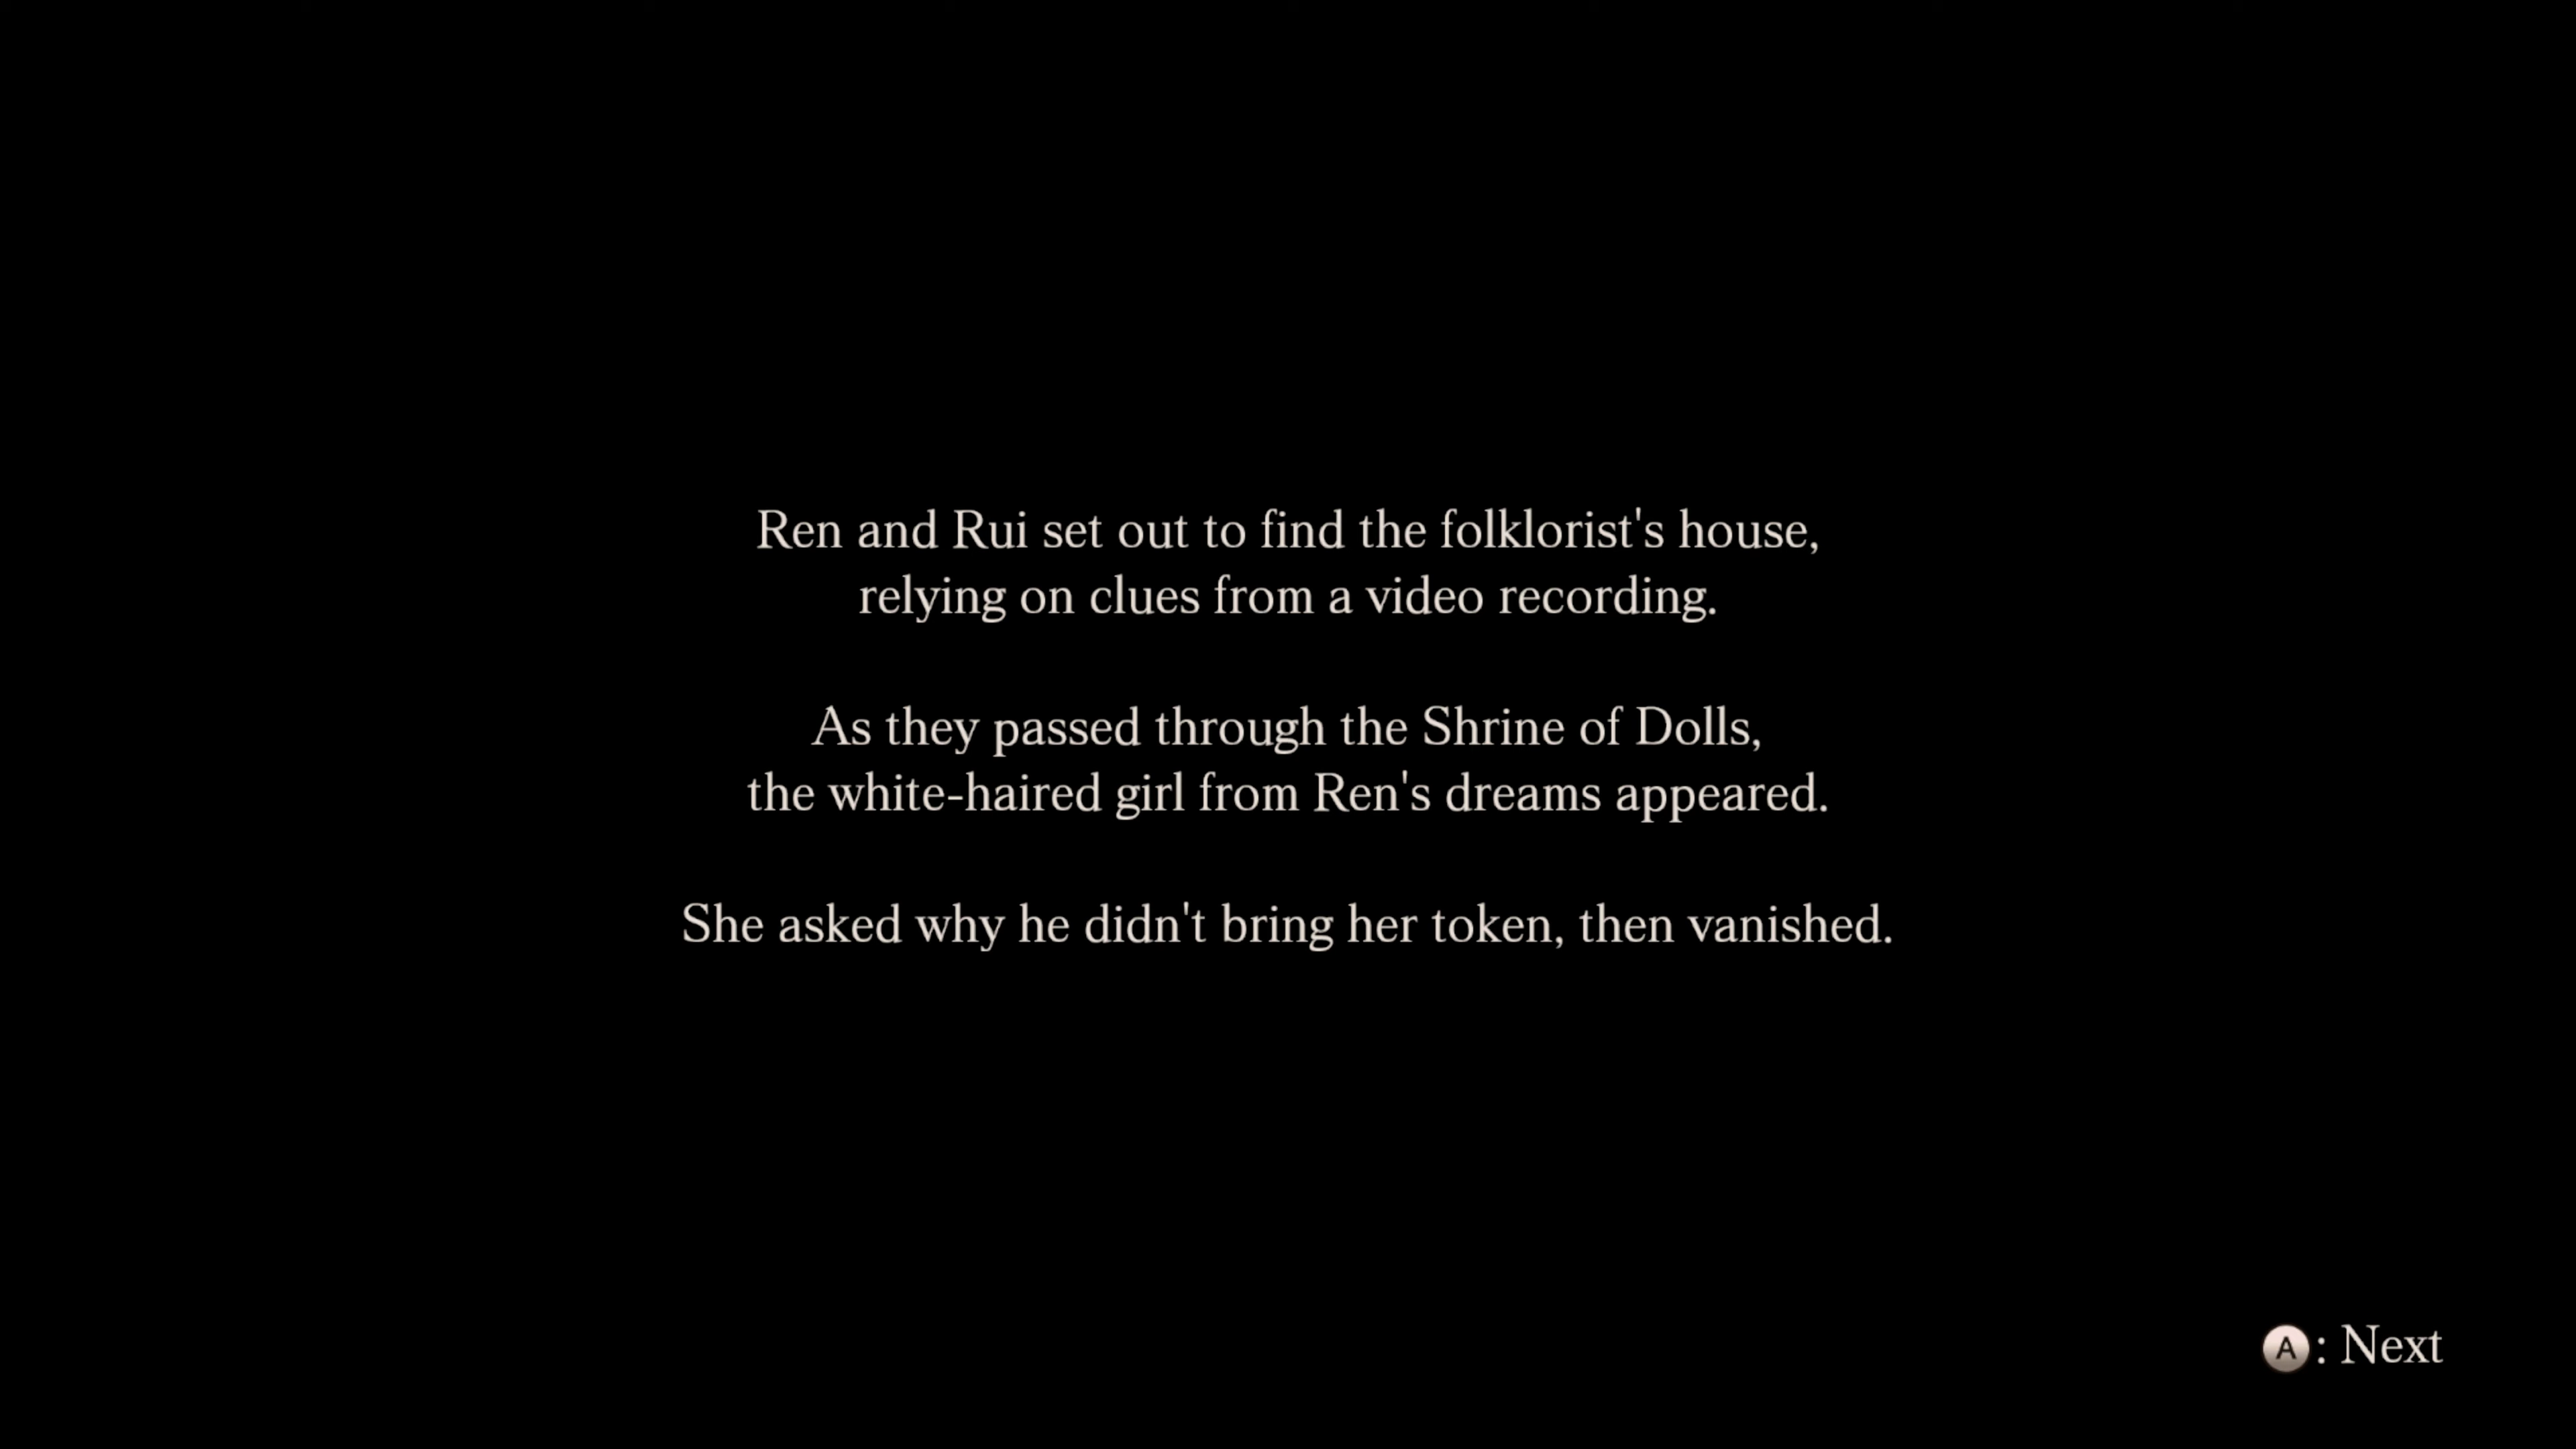 Ren and Rui set out to find the folklorist's house,
relying on clues from a video recording.
As they passed through the Shrine of Dolls,
the white-haired girl from Ren's dreams appeared.
She asked why he didn't bring her token, then vanished.
A: Next